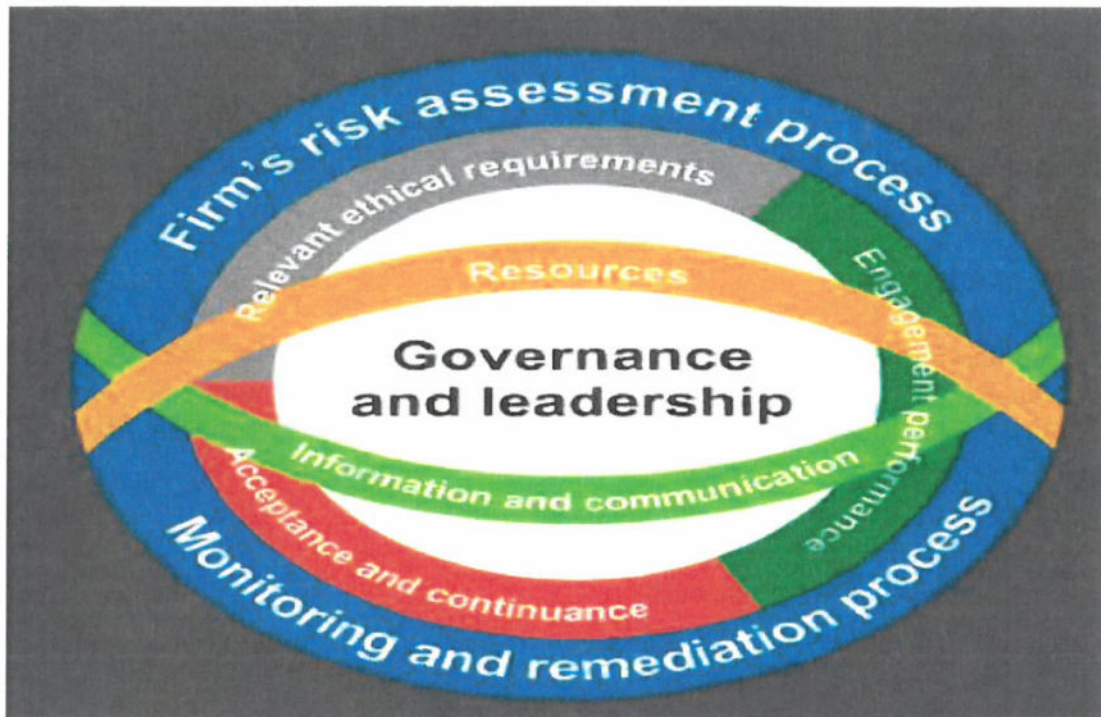 Firm's risk assessment process
Relevant ethical requirements
Resources
Engagement performance
Governance
and leadership
Information and communication
Acceptance and continuance
Monitoring and remediation process